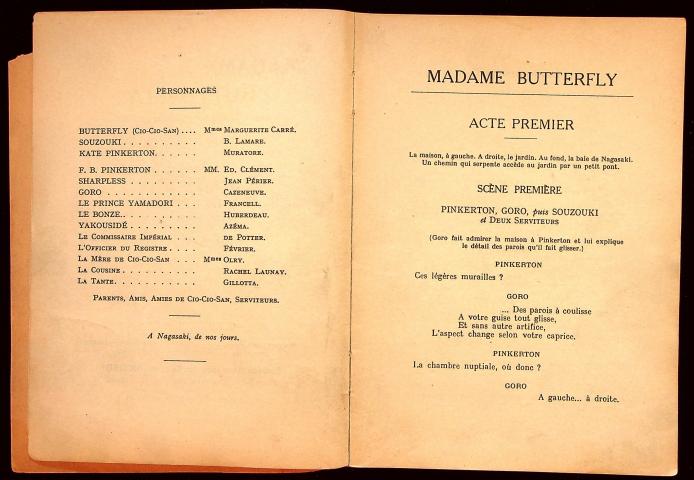 PERSONNAGES
BUTTERFLY (Cio-Cio-San) .... Mmes Marguerite Carré.
SOUZOUKI . . . . . . . . . . B. Lamare.
KATE PINKERTON. . . . . . Muratore.
F. B. PINKERTON . . . . . . MM. Ed. Clément.
SHARPLESS . . . . . . . . . Jean Périer.
GORO . . . . . . . . . . . . Cazeneuve.
LE PRINCE YAMADORI . . . Francell.
LE BONZE.. . . . . . . . . . Huberdeau.
YAKOUSIDÉ . . . . . . . . . Azéma.
Le Commissaire Impérial . . . de Potter.
L'Officier du Registre . . . . Février.
La Mère de Cio-Cio-San . . . Mmes Olry.
La Cousine . . . . . . . . . . Rachel Launay.
La Tante. . . . . . . . . . . Gillotta.
Parents, Amis, Amies de Cio-Cio-San, Serviteurs.
A Nagasaki, de nos jours.
MADAME BUTTERFLY
ACTE PREMIER
La maison, à gauche. A droite, le jardin. Au fond, la baie de Nagasaki.
Un chemin qui serpente accède au jardin par un petit pont.
SCÈNE PREMIÈRE
PINKERTON, GORO, puis SOUZOUKI
et Deux Serviteurs
(Goro fait admirer la maison à Pinkerton et lui explique
le détail des parois qu'il fait glisser.)
PINKERTON
Ces légères murailles ?
GORO
... Des parois à coulisse
A votre guise tout glisse,
Et sans autre artifice,
L'aspect change selon votre caprice.
PINKERTON
La chambre nuptiale, où donc ?
GORO
A gauche... à droite.